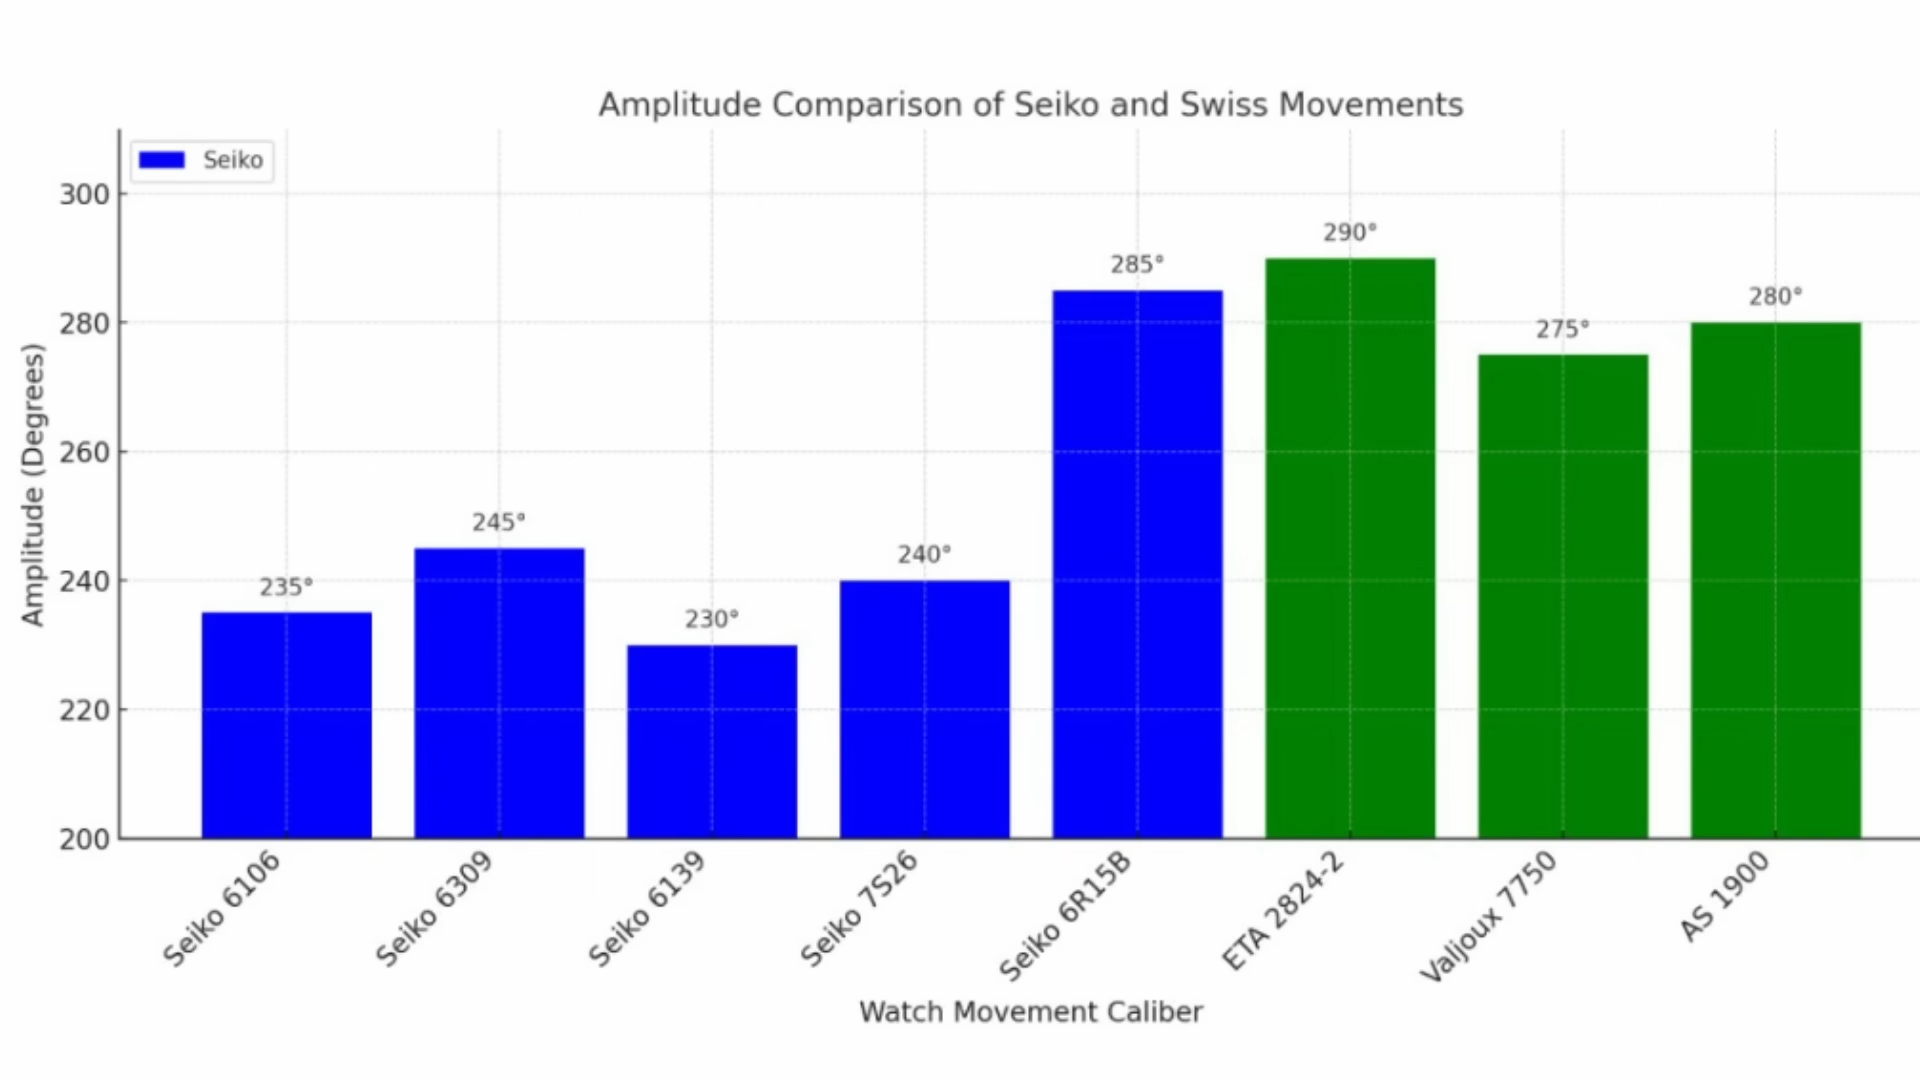 Amplitude Comparison of Seiko and Swiss Movements
Seiko
300
280
260
240
220
200
Amplitude (Degrees)
235°
245°
230°
240°
285°
290°
275°
280°
Seiko 6106
Seiko 6309
Seiko 6139
Seiko 7S26
Seiko 6R15B
ETA 2824-2
Valjoux 7750
AS 1900
Watch Movement Caliber